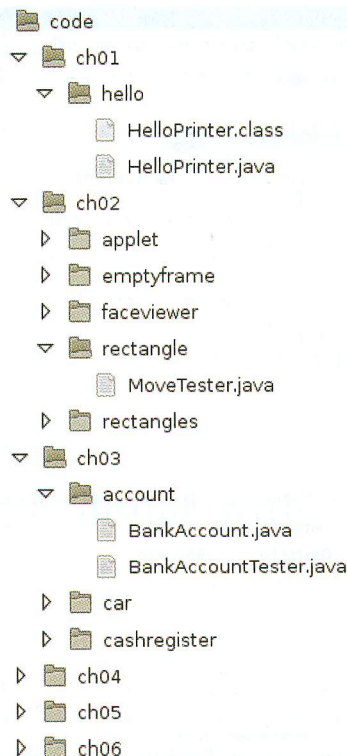 code
ch01
hello
HelloPrinter.class
HelloPrinter.java
ch02
applet
emptyframe
faceviewer
rectangle
MoveTester.java
rectangles
ch03
account
BankAccount.java
BankAccountTester.java
car
cashregister
ch04
ch05
ch06